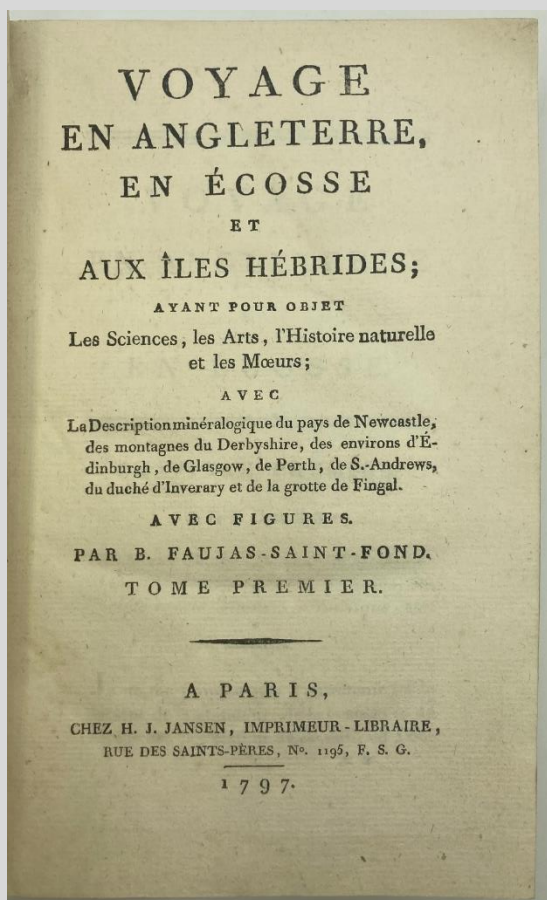 VOYAGE
EN ANGLETERRE,
EN ÉCOSSE
ET
AUX ÎLES HÉBRIDES;
AYANT POUR OBJET
Les Sciences, les Arts, l'Histoire naturelle
et les Mœurs;
AVEC
La Description minéralogique du pays de Newcastle,
des montagnes du Derbyshire, des environs d'É-
dinburgh, de Glasgow, de Perth, de S.-Andrews,
du duché d'Inverary et de la grotte de Fingal.
AVEC FIGURES.
PAR B. FAUJAS-SAINT-FOND.
TOME PREMIER.
A PARIS,
CHEZ H. J. JANSEN, IMPRIMEUR-LIBRAIRE,
RUE DES SAINTS-PÈRES, No. 1195, F. S. G.
1797.